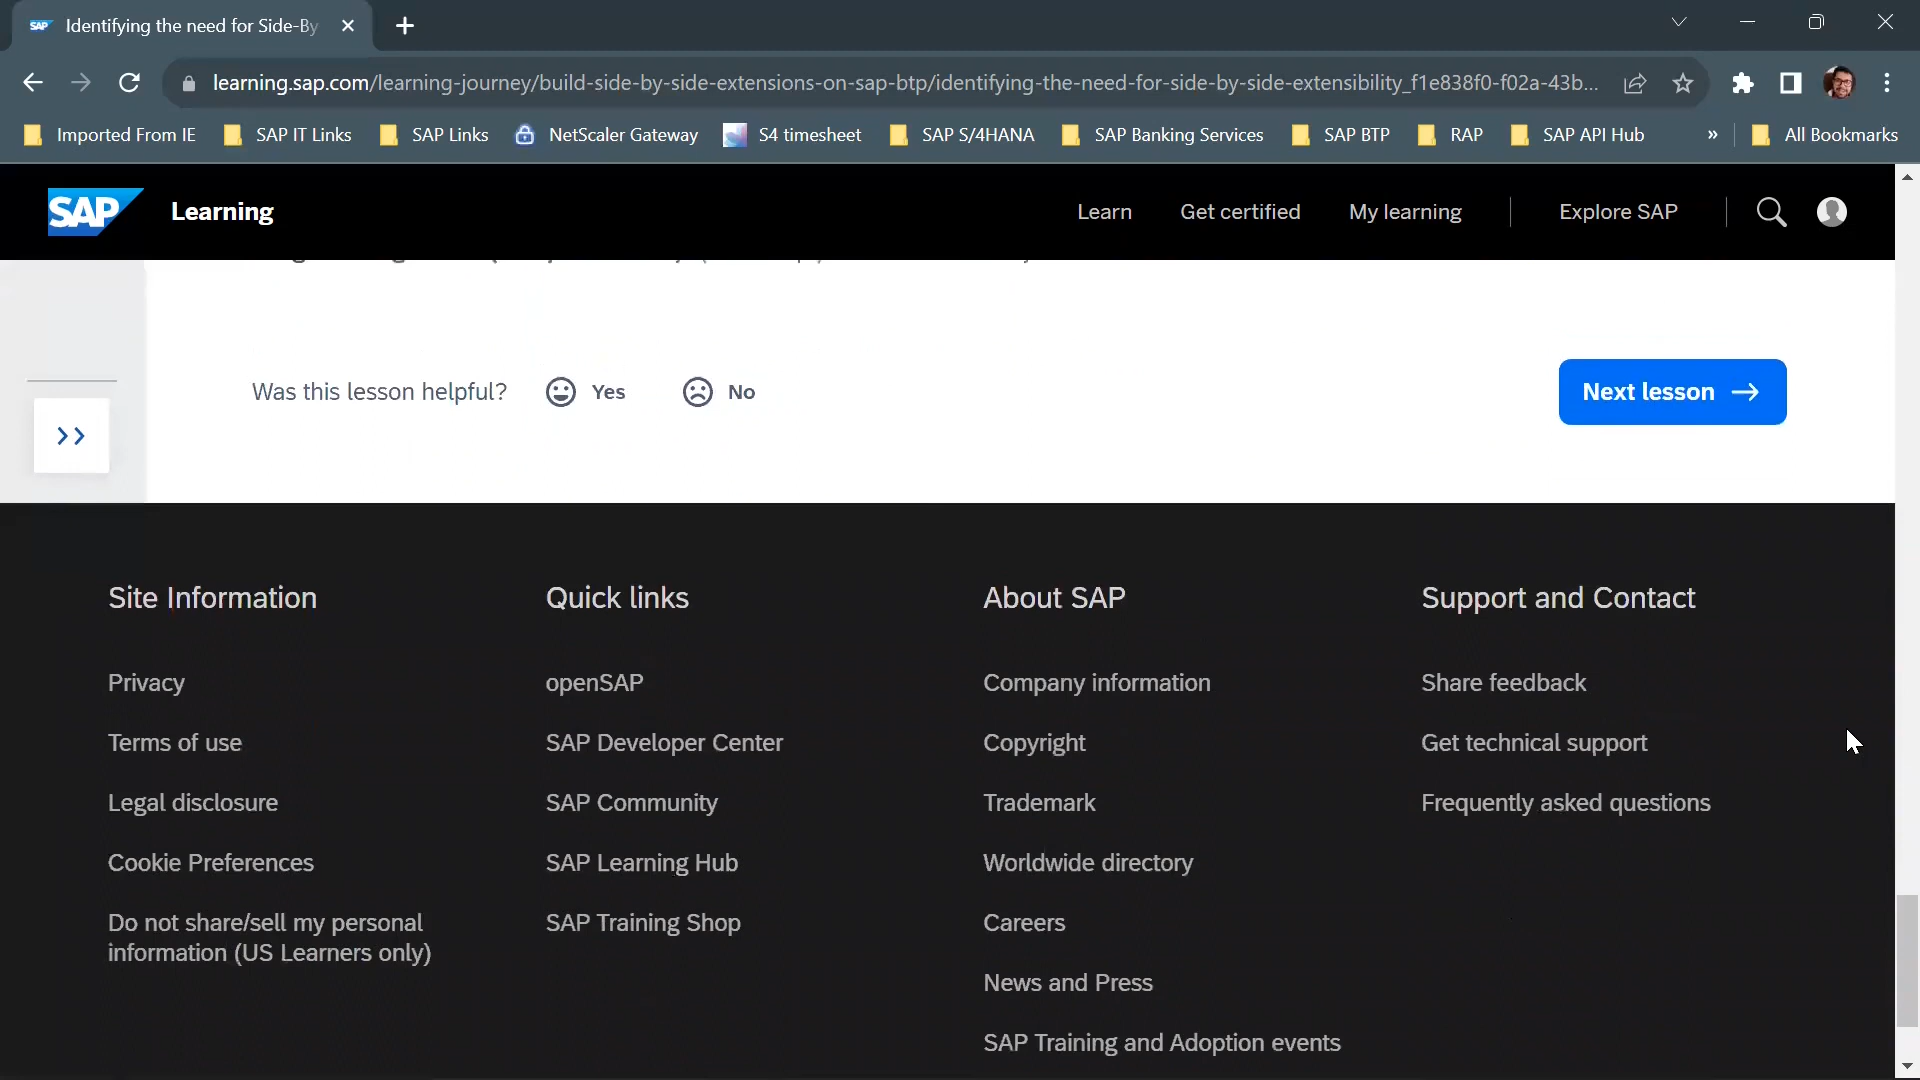 SAP Identifying the need for Side-By
learning.sap.com/learning-journey/build-side-by-side-extensions-on-sap-btp/identifying-the-need-for-side-by-side-extensibility_f1e838f0-f02a-43b...
Imported From IE SAP IT Links SAP Links NetScaler Gateway S4 timesheet SAP S/4HANA SAP Banking Services SAP BTP RAP SAP API Hub » All Bookmarks
SAP Learning Learn Get certified My learning Explore SAP
Was this lesson helpful? Yes No Next lesson →
Site Information Quick links About SAP Support and Contact
Privacy openSAP Company information Share feedback
Terms of use SAP Developer Center Copyright Get technical support
Legal disclosure SAP Community Trademark Frequently asked questions
Cookie Preferences SAP Learning Hub Worldwide directory
Do not share/sell my personal SAP Training Shop Careers
information (US Learners only)
News and Press
SAP Training and Adoption events